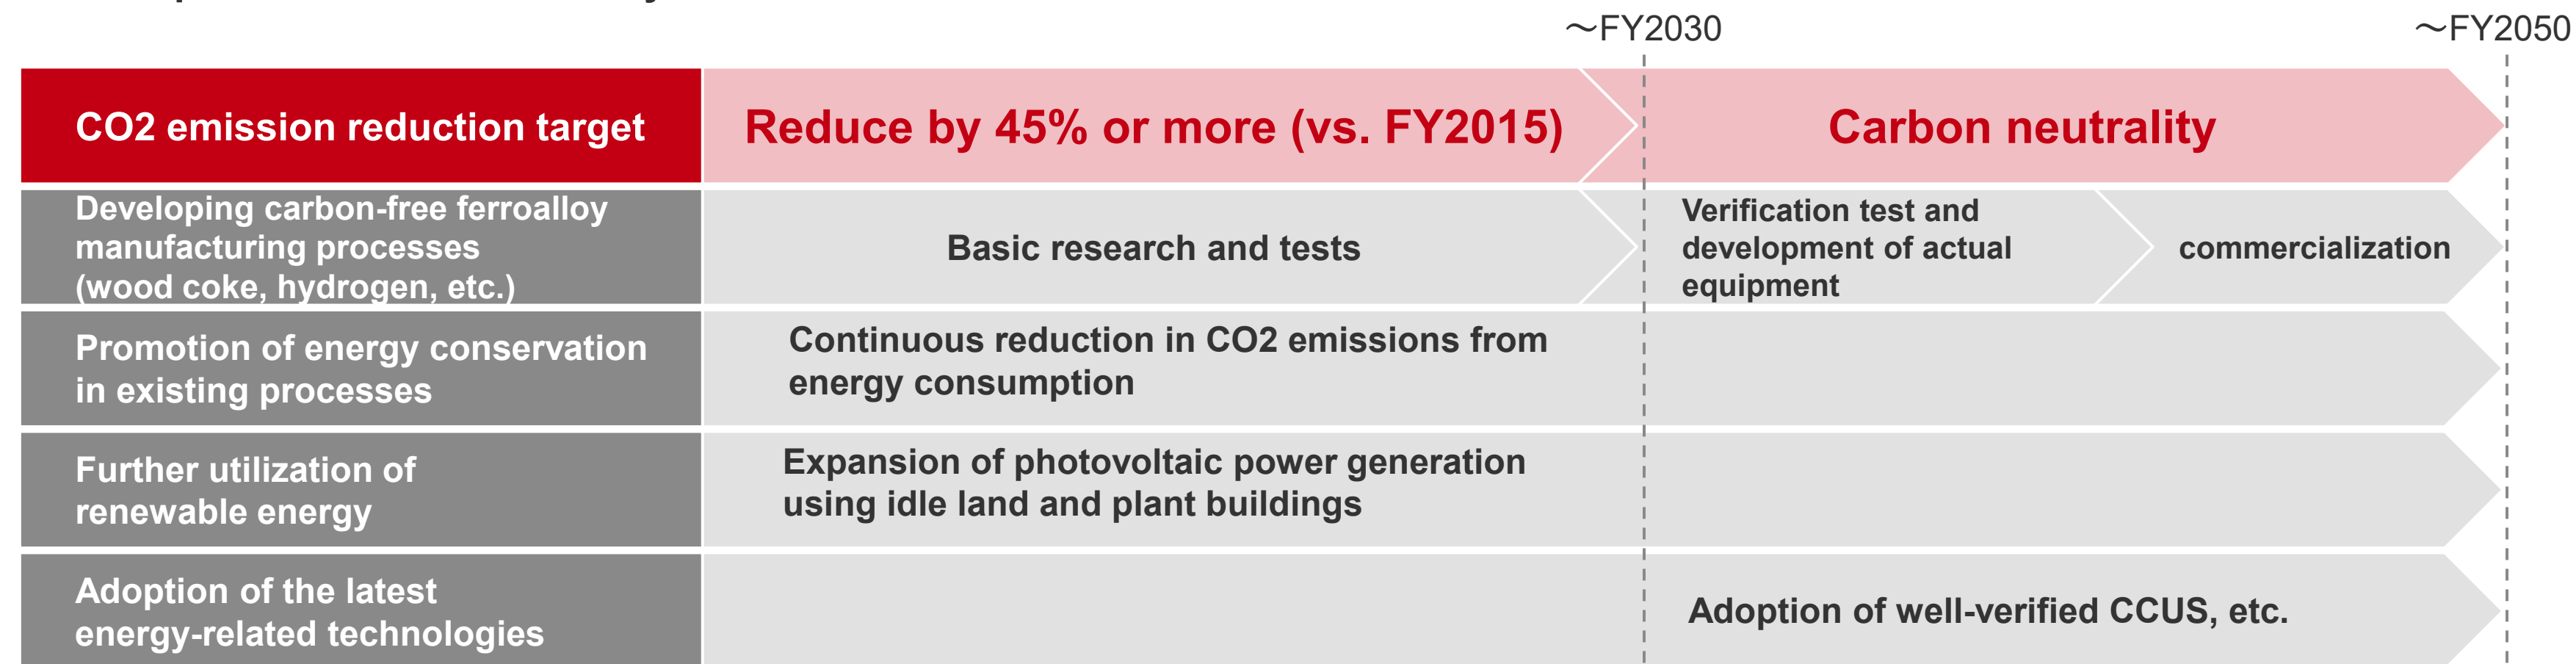 ～FY2030
～FY2050
CO2 emission reduction target
Reduce by 45% or more (vs. FY2015)
Carbon neutrality
Developing carbon-free ferroalloy
manufacturing processes
(wood coke, hydrogen, etc.)
Basic research and tests
Verification test and
development of actual
equipment
commercialization
Promotion of energy conservation
in existing processes
Continuous reduction in CO2 emissions from
energy consumption
Further utilization of
renewable energy
Expansion of photovoltaic power generation
using idle land and plant buildings
Adoption of the latest
energy-related technologies
Adoption of well-verified CCUS, etc.